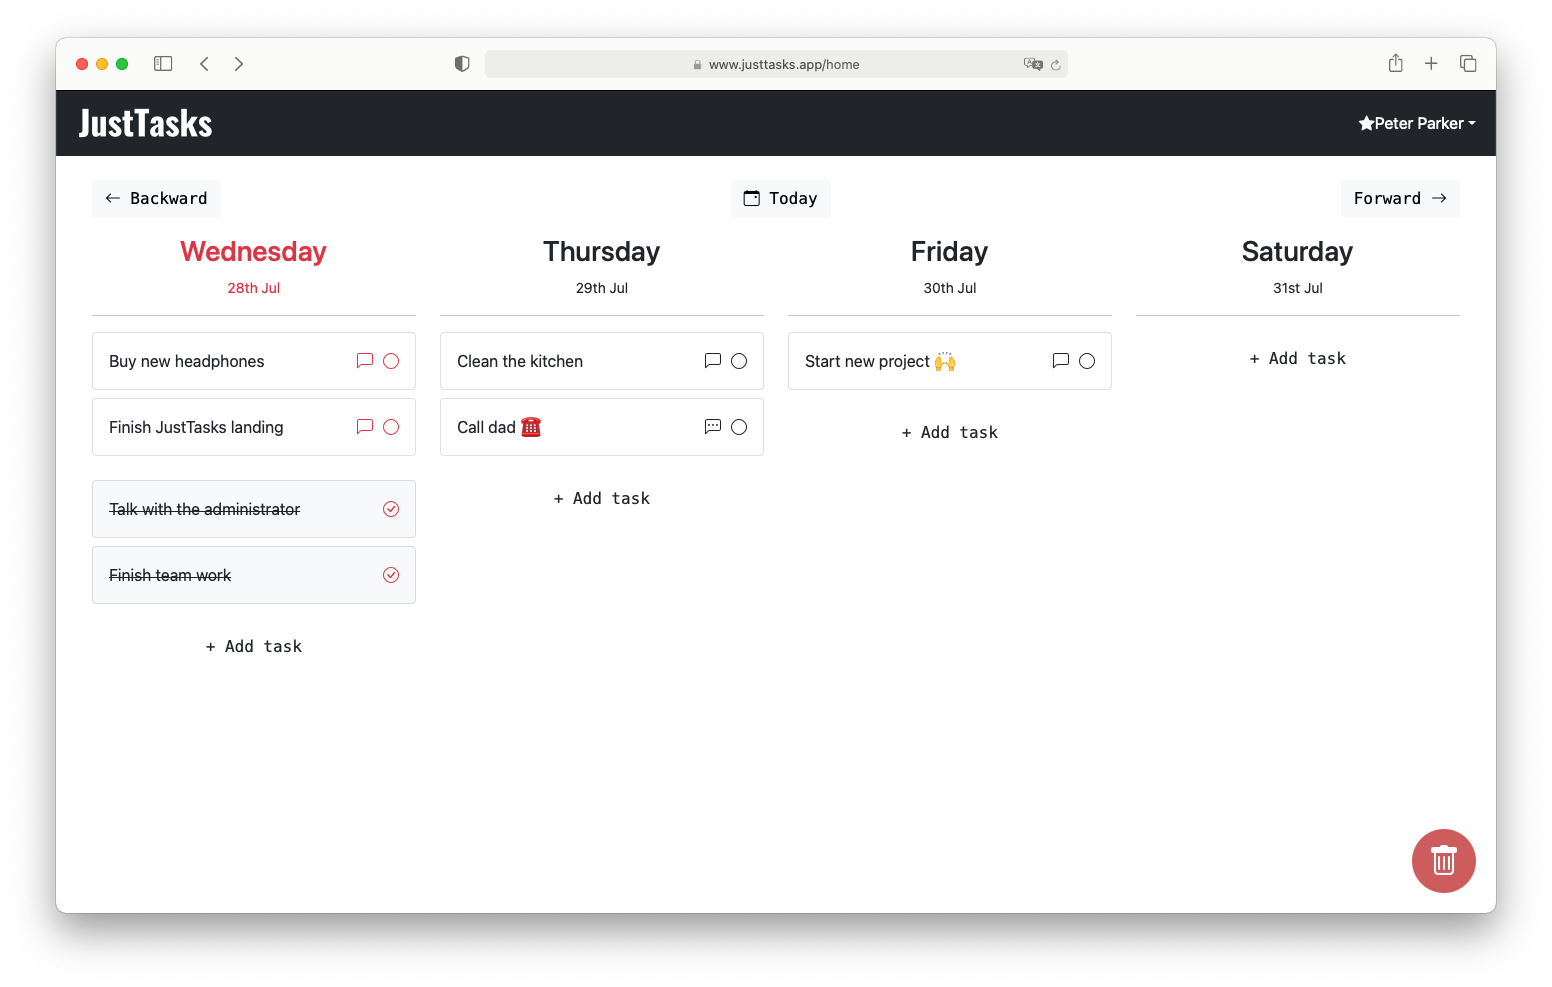 www.justtasks.app/home
JustTasks
Peter Parker
← Backward
Today
Forward →
Wednesday
28th Jul
Buy new headphones
Finish JustTasks landing
Talk with the administrator
Finish team work
+ Add task
Thursday
29th Jul
Clean the kitchen
Call dad ☎️
+ Add task
Friday
30th Jul
Start new project 🙌
+ Add task
Saturday
31st Jul
+ Add task